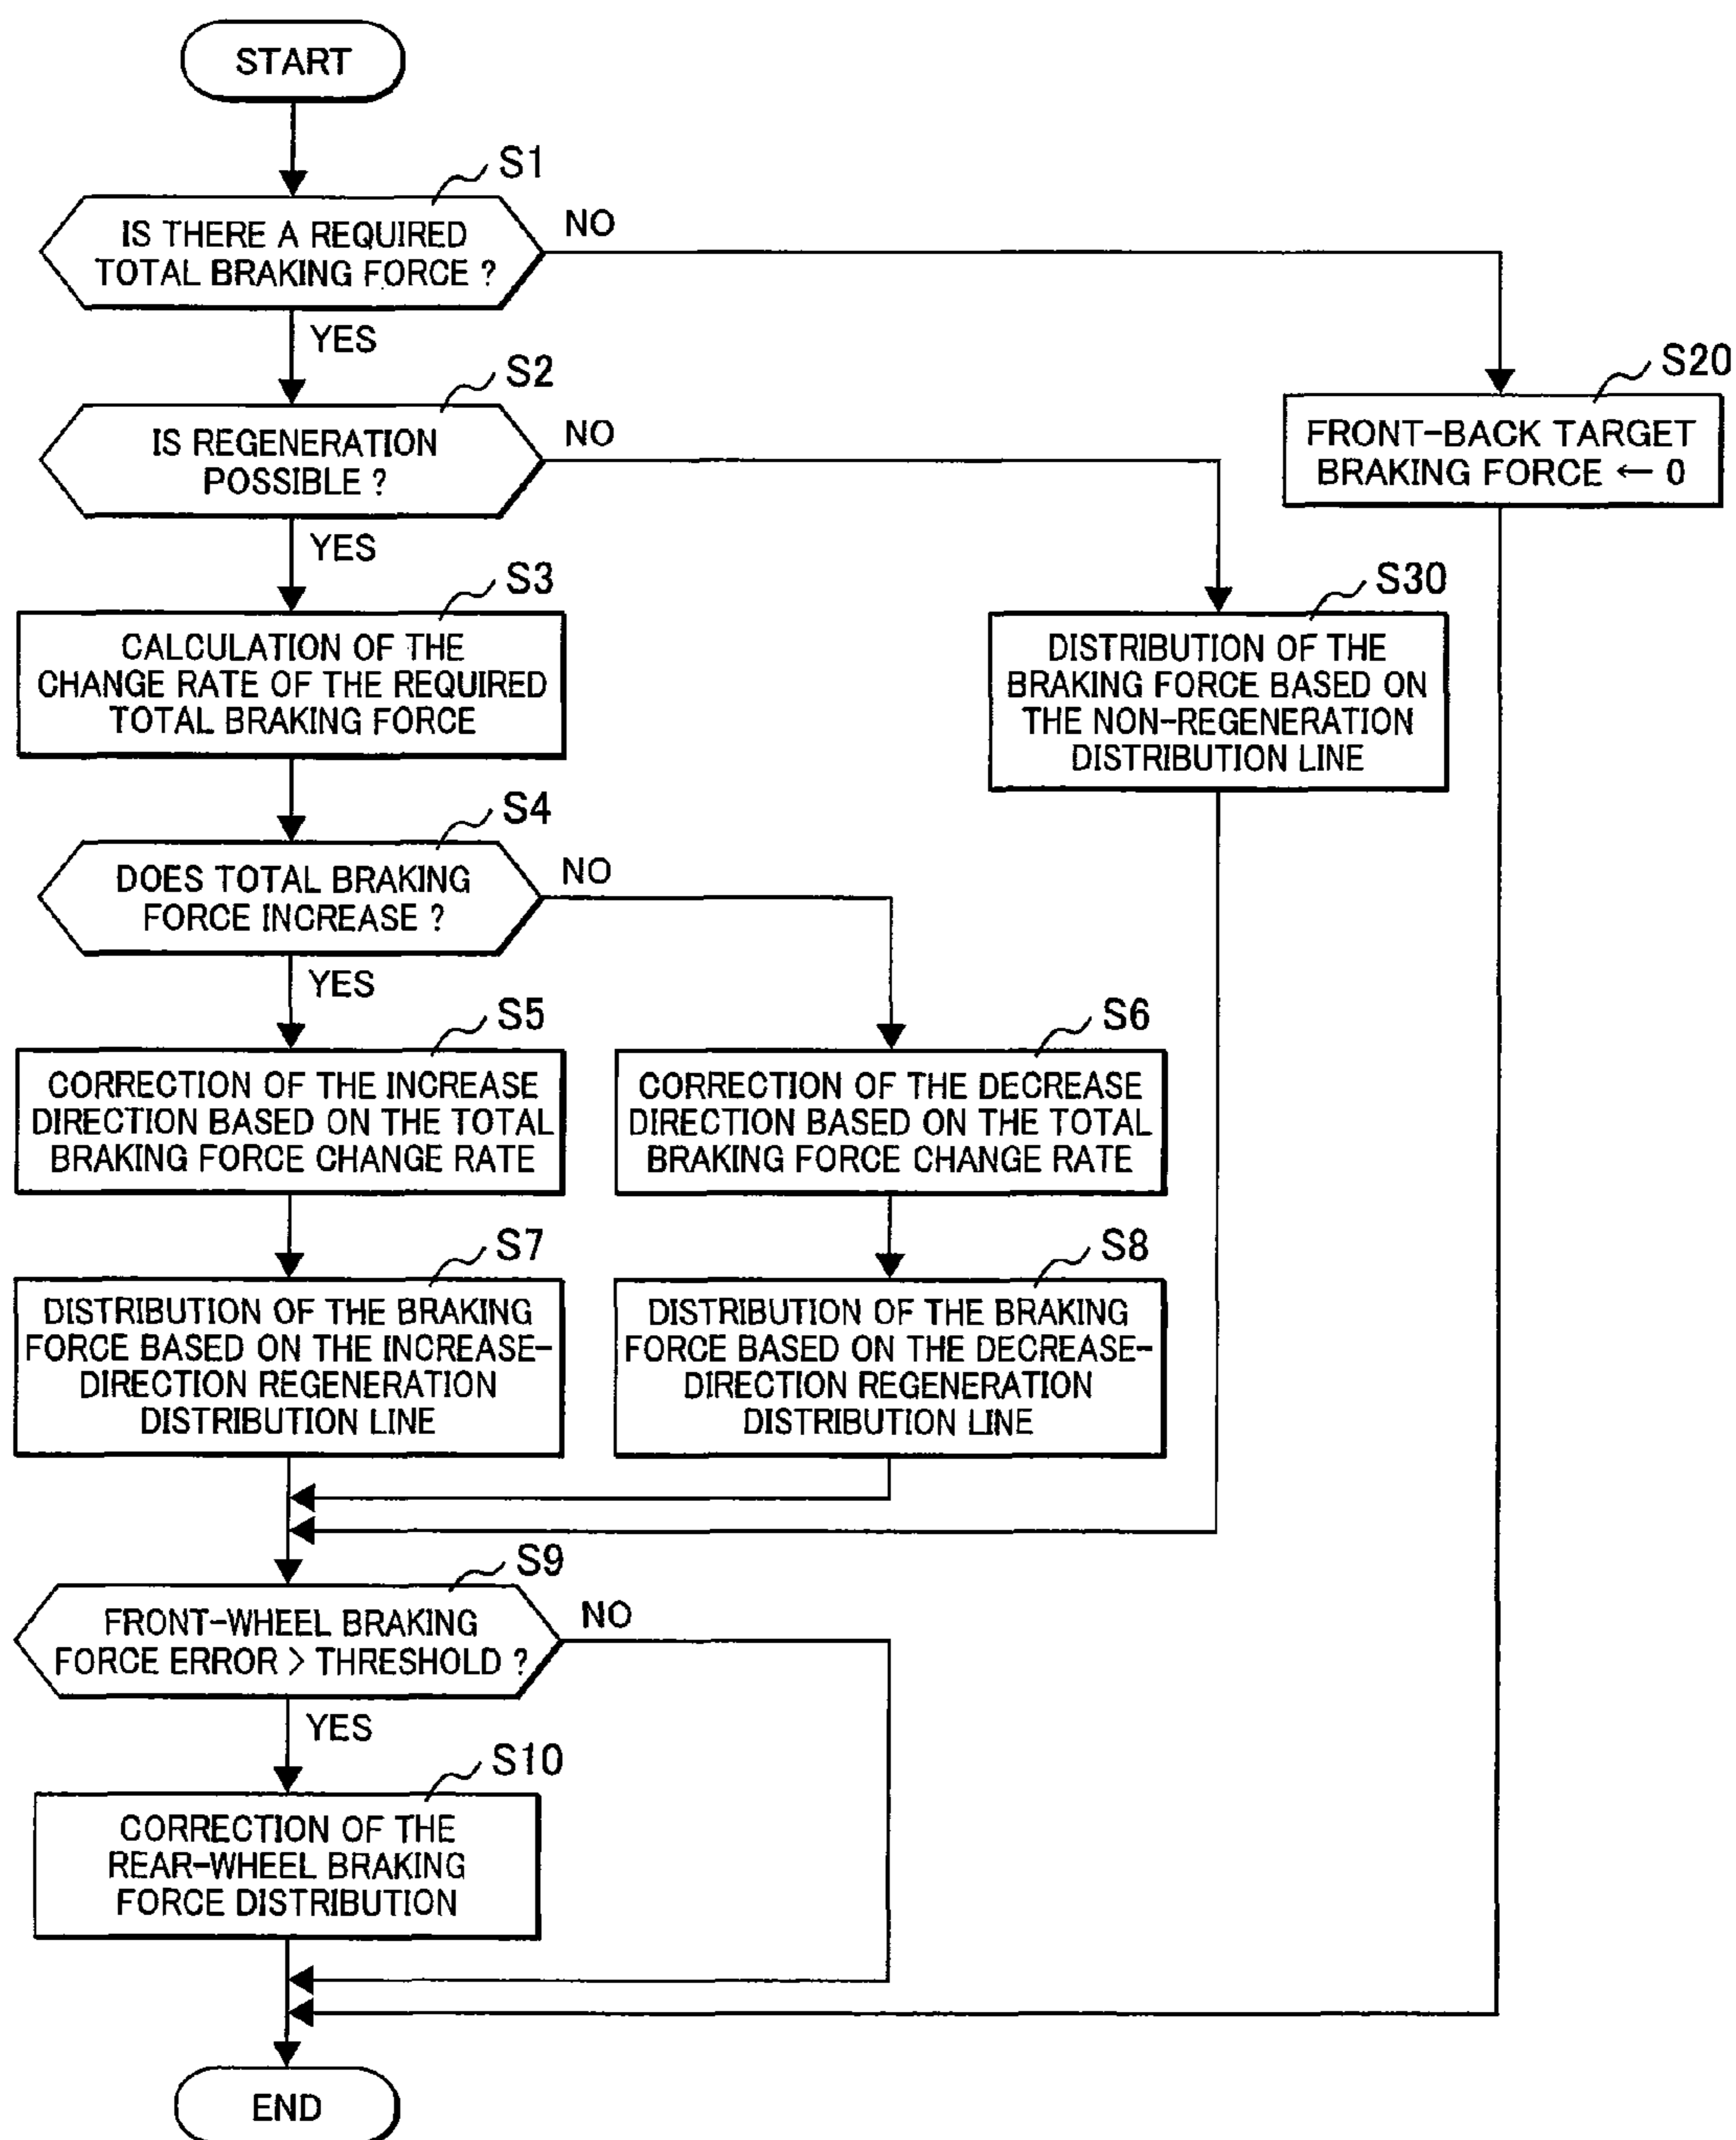 START
S1
IS THERE A REQUIRED
TOTAL BRAKING FORCE ?
NO
YES
S2
IS REGENERATION
POSSIBLE ?
NO
YES
S20
FRONT-BACK TARGET
BRAKING FORCE ← 0
S3
CALCULATION OF THE
CHANGE RATE OF THE REQUIRED
TOTAL BRAKING FORCE
S30
DISTRIBUTION OF THE
BRAKING FORCE BASED ON
THE NON-REGENERATION
DISTRIBUTION LINE
S4
DOES TOTAL BRAKING
FORCE INCREASE ?
NO
YES
S5
CORRECTION OF THE INCREASE
DIRECTION BASED ON THE TOTAL
BRAKING FORCE CHANGE RATE
S6
CORRECTION OF THE DECREASE
DIRECTION BASED ON THE TOTAL
BRAKING FORCE CHANGE RATE
S7
DISTRIBUTION OF THE BRAKING
FORCE BASED ON THE INCREASE-
DIRECTION REGENERATION
DISTRIBUTION LINE
S8
DISTRIBUTION OF THE BRAKING
FORCE BASED ON THE DECREASE-
DIRECTION REGENERATION
DISTRIBUTION LINE
S9
FRONT-WHEEL BRAKING
FORCE ERROR > THRESHOLD ?
NO
YES
S10
CORRECTION OF THE
REAR-WHEEL BRAKING
FORCE DISTRIBUTION
END